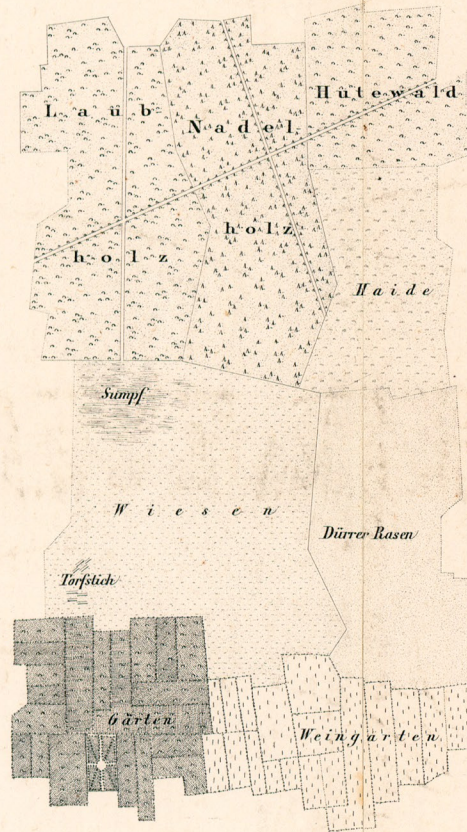 Laub
Nadel
Hütewald
holz
holz
Haide
Sumpf
Wiesen
Dürrer Rasen
Torfstich
Gärten
Weingärten